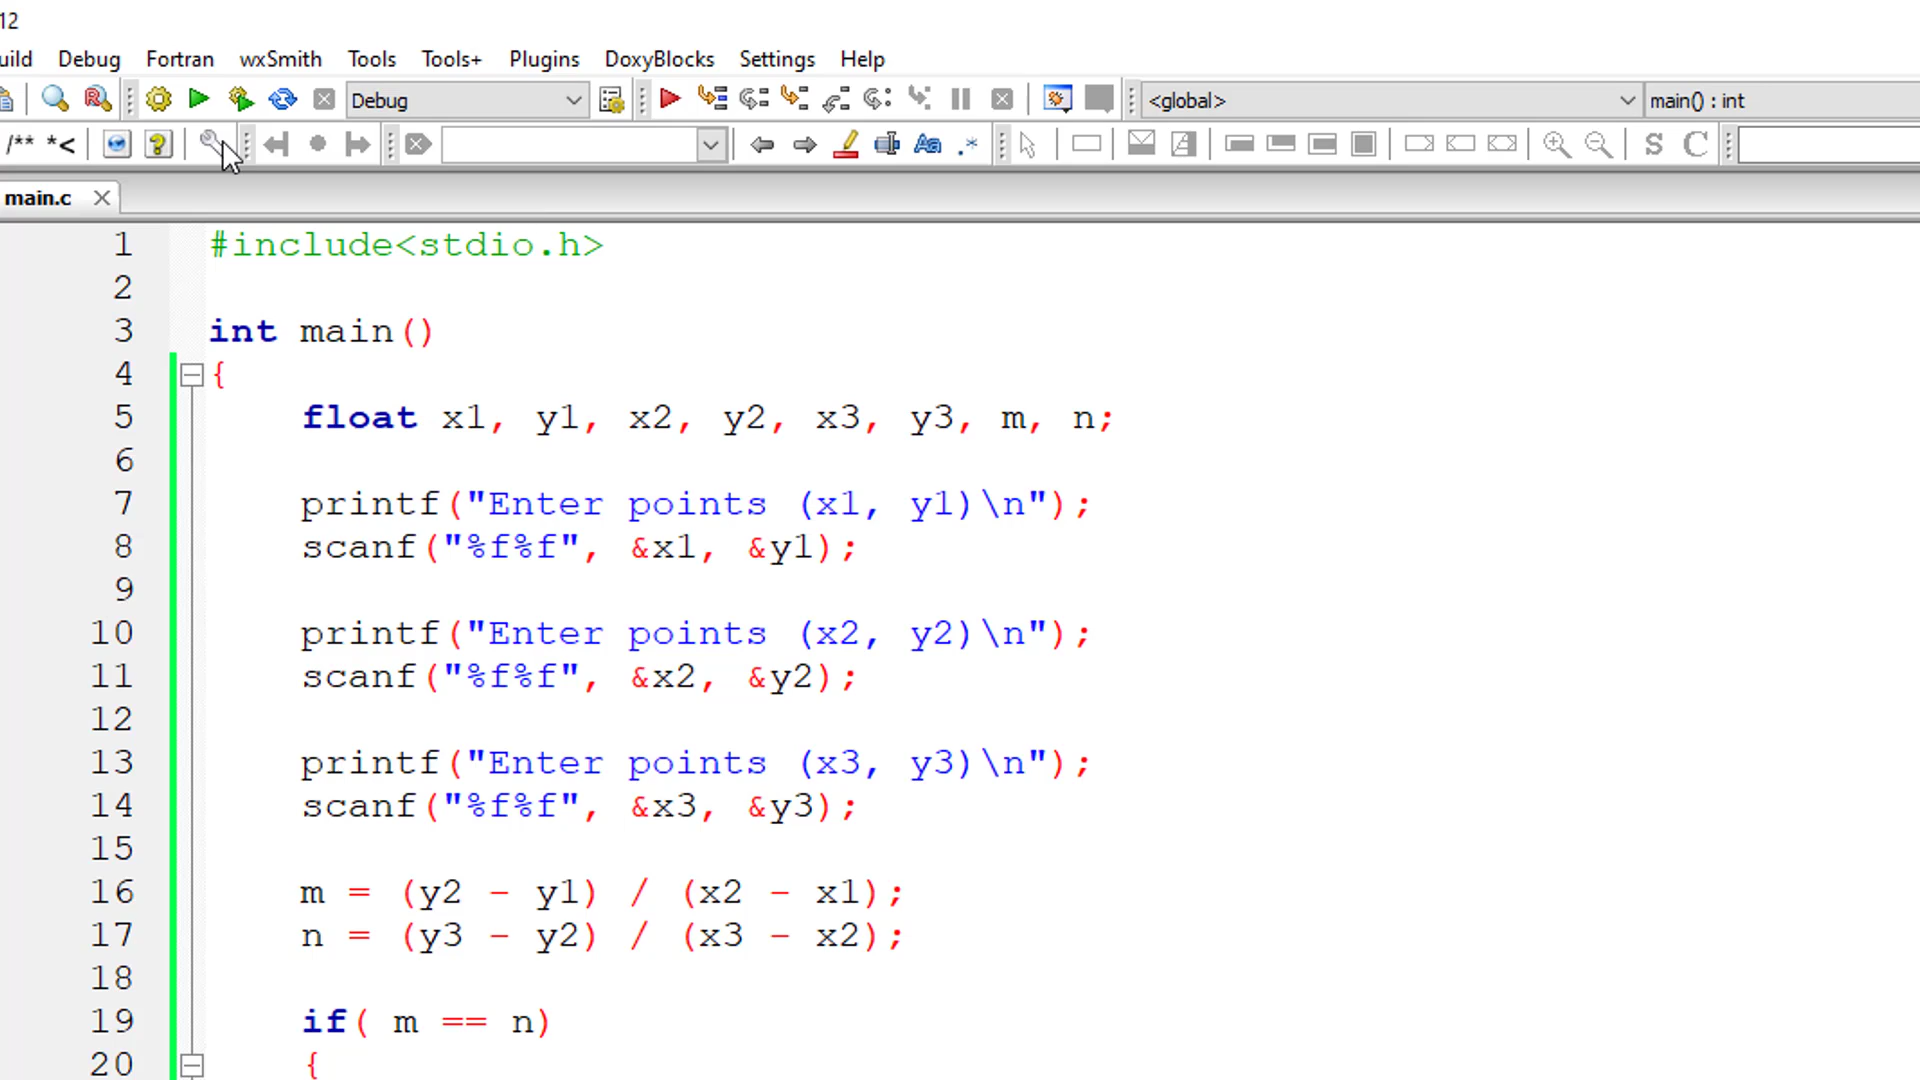 12
uild Debug Fortran wxSmith Tools Tools+ Plugins DoxyBlocks Settings Help
Debug <global> main() : int
/** *< Aa .* S C
main.c
1 #include<stdio.h>
2
3 int main()
4 {
5 float x1, y1, x2, y2, x3, y3, m, n;
6
7 printf("Enter points (x1, y1)\n");
8 scanf("%f%f", &x1, &y1);
9
10 printf("Enter points (x2, y2)\n");
11 scanf("%f%f", &x2, &y2);
12
13 printf("Enter points (x3, y3)\n");
14 scanf("%f%f", &x3, &y3);
15
16 m = (y2 - y1) / (x2 - x1);
17 n = (y3 - y2) / (x3 - x2);
18
19 if( m == n)
20 {